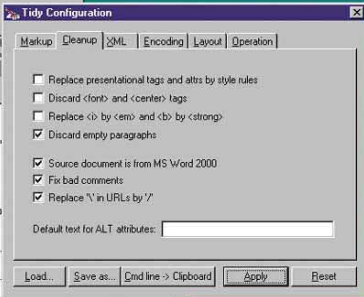 Tidy Configuration
Markup Cleanup XML Encoding Layout Operation
Replace presentational tags and attrs by style rules
Discard <font> and <center> tags
Replace <i> by <em> and <b> by <strong>
Discard empty paragraphs
Source document is from MS Word 2000
Fix bad comments
Replace '\' in URLs by '/'
Default text for ALT attributes:
Load... Save as... Cmd line -> Clipboard Apply Reset